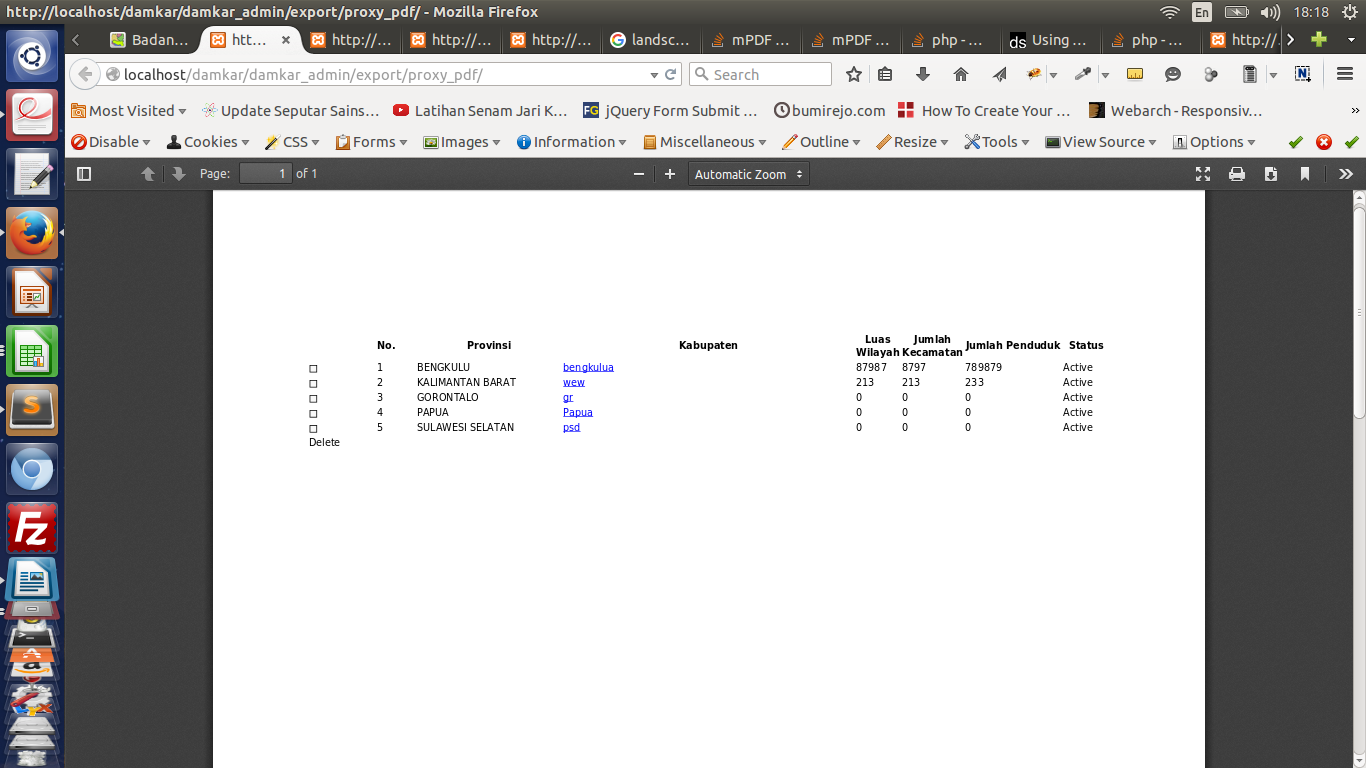 http://localhost/damkar/damkar_admin/export/proxy_pdf/ - Mozilla Firefox
En
18:18
Badan...
htt...
http://...
http://...
http://...
landsc...
mPDF ...
mPDF ...
php - ...
ds Using ...
php - ...
http://...
localhost/damkar/damkar_admin/export/proxy_pdf/
Search
Most Visited
Update Seputar Sains...
Latihan Senam Jari K...
FG jQuery Form Submit ...
bumirejo.com
How To Create Your ...
Webarch - Responsiv...
Disable
Cookies
CSS
Forms
Images
Information
Miscellaneous
Outline
Resize
Tools
View Source
Options
Page: 1 of 1
Automatic Zoom
No. Provinsi Kabupaten Luas Wilayah Jumlah Kecamatan Jumlah Penduduk Status
1 BENGKULU bengkulua 87987 8797 789879 Active
2 KALIMANTAN BARAT wew 213 213 233 Active
3 GORONTALO gr 0 0 0 Active
4 PAPUA Papua 0 0 0 Active
5 SULAWESI SELATAN psd 0 0 0 Active
Delete